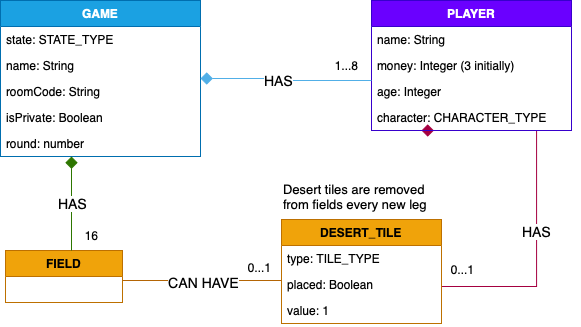 GAME
state: STATE_TYPE
name: String
roomCode: String
isPrivate: Boolean
round: number
PLAYER
name: String
money: Integer (3 initially)
age: Integer
character: CHARACTER_TYPE
1...8
HAS
HAS
16
Desert tiles are removed
from fields every new leg
HAS
FIELD
CAN HAVE
0...1
DESERT_TILE
type: TILE_TYPE
placed: Boolean
value: 1
0...1